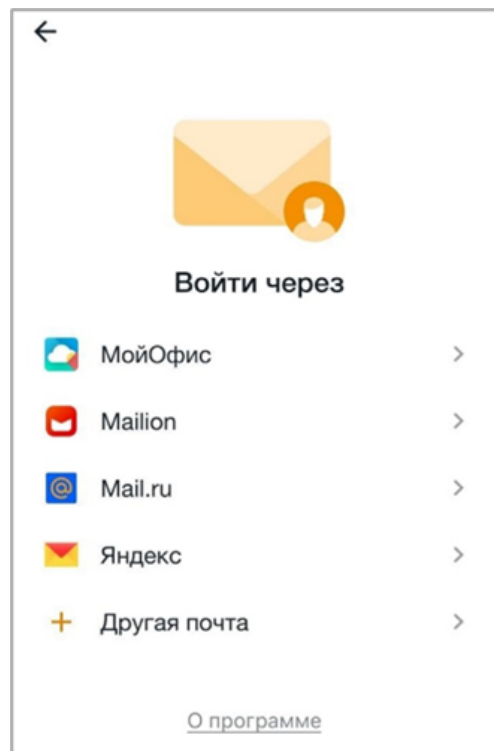 Войти через
МойОфис
Mailion
Mail.ru
Яндекс
Другая почта
О программе